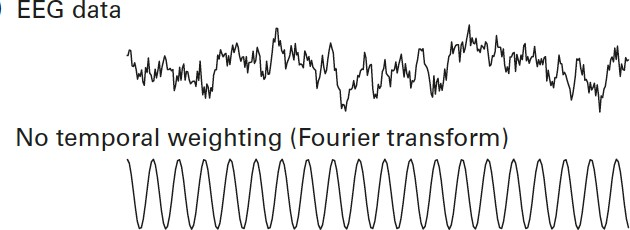 EEG data
No temporal weighting (Fourier transform)